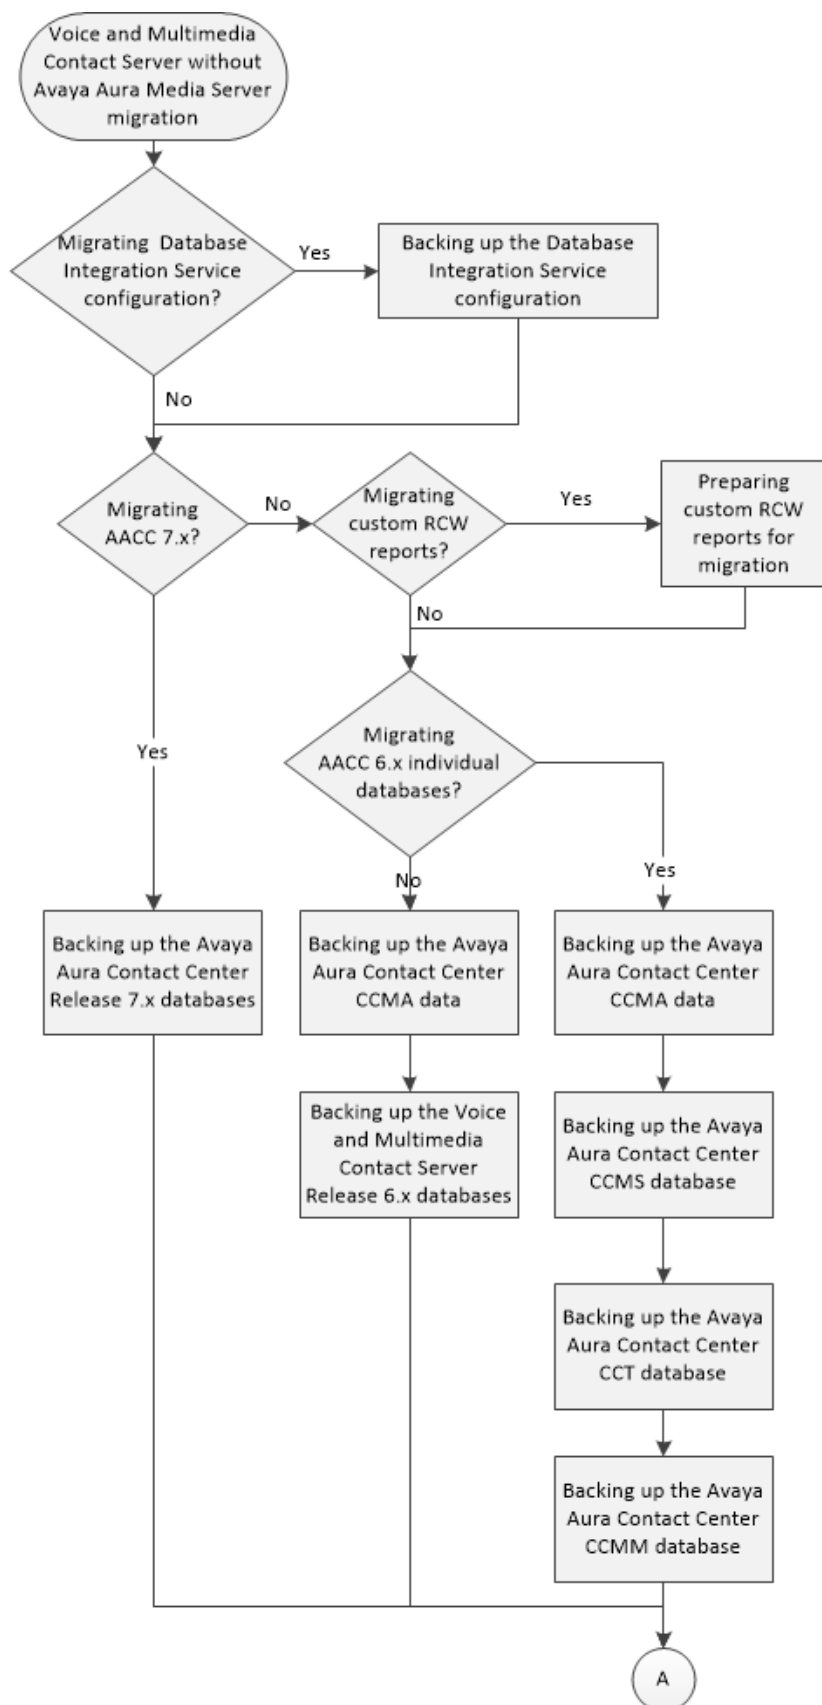 Voice and Multimedia
Contact Server without
Avaya Aura Media Server
migration
Migrating Database
Integration Service
configuration?
Yes
Backing up the Database
Integration Service
configuration
No
Migrating
AACC 7.x?
No
Migrating
custom RCW
reports?
Yes
Preparing
custom RCW
reports for
migration
No
Yes
Migrating
AACC 6.x individual
databases?
No
Yes
Backing up the Avaya
Aura Contact Center
Release 7.x databases
Backing up the Avaya
Aura Contact Center
CCMA data
Backing up the Avaya
Aura Contact Center
CCMA data
Backing up the Voice
and Multimedia
Contact Server
Release 6.x databases
Backing up the Avaya
Aura Contact Center
CCMS database
Backing up the Avaya
Aura Contact Center
CCT database
Backing up the Avaya
Aura Contact Center
CCMM database
A